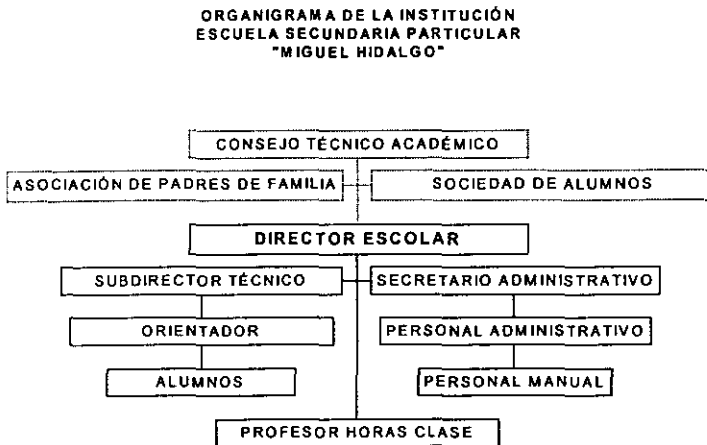 ORGANIGRAMA DE LA INSTITUCIÓN
ESCUELA SECUNDARIA PARTICULAR
"MIGUEL HIDALGO"
CONSEJO TÉCNICO ACADÉMICO
ASOCIACIÓN DE PADRES DE FAMILIA
SOCIEDAD DE ALUMNOS
DIRECTOR ESCOLAR
SUBDIRECTOR TÉCNICO
SECRETARIO ADMINISTRATIVO
ORIENTADOR
PERSONAL ADMINISTRATIVO
ALUMNOS
PERSONAL MANUAL
PROFESOR HORAS CLASE